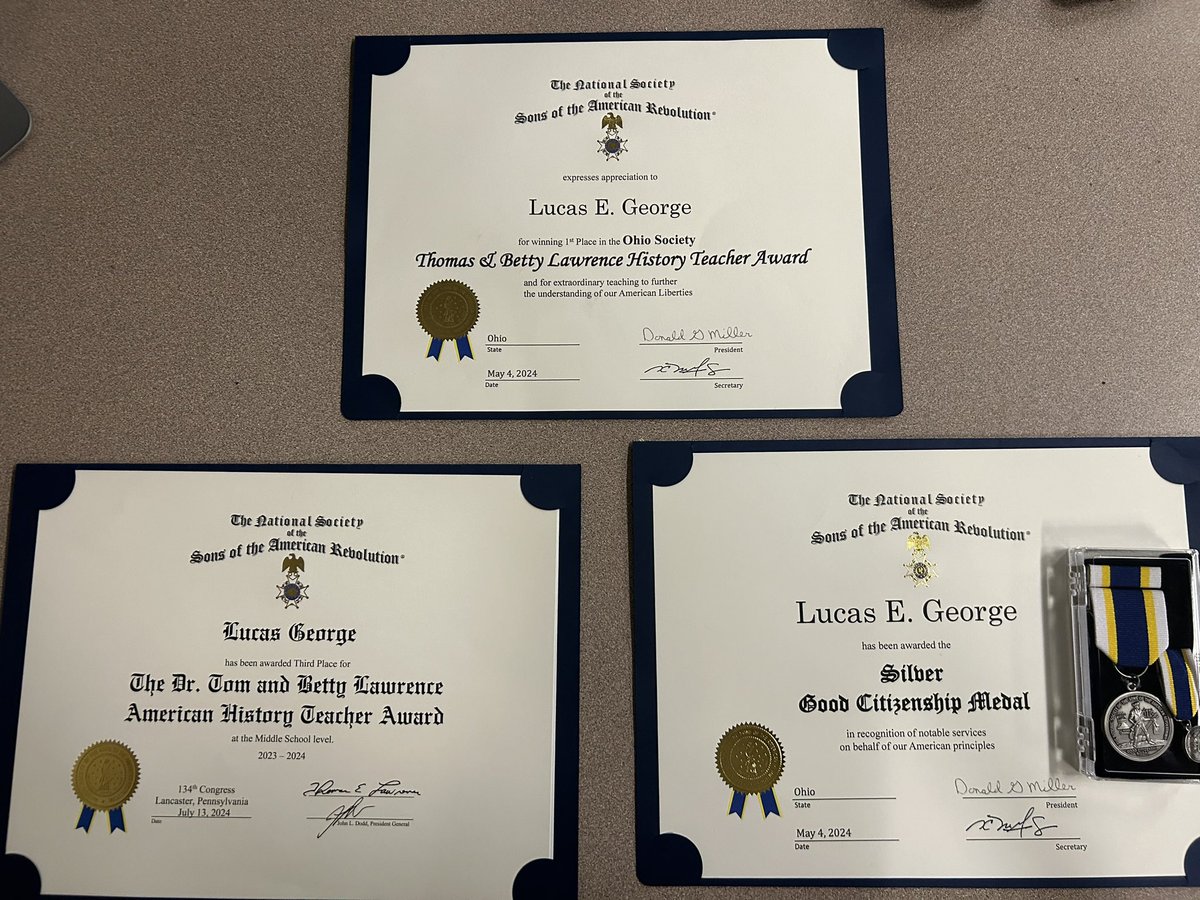 The National Society
of the
Sons of the American Revolution®
expresses appreciation to
Lucas E. George
for winning 1st Place in the Ohio Society
Thomas & Betty Lawrence History Teacher Award
and for extraordinary teaching to further
the understanding of our American Liberties
Ohio
State
Donald G Miller
President
May 4, 2024
Date
Secretary
The National Society
of the
Sons of the American Revolution®
Lucas George
has been awarded Third Place for
The Dr. Tom and Betty Lawrence
American History Teacher Award
at the Middle School level.
2023 – 2024
134th Congress
Lancaster, Pennsylvania
July 13, 2024
Date
Thomas E Lawrence
John L. Dodd, President General
The National Society
of the
Sons of the American Revolution®
Lucas E. George
has been awarded the
Silver
Good Citizenship Medal
in recognition of notable services
on behalf of our American principles
Ohio
State
Donald G Miller
President
May 4, 2024
Date
Secretary